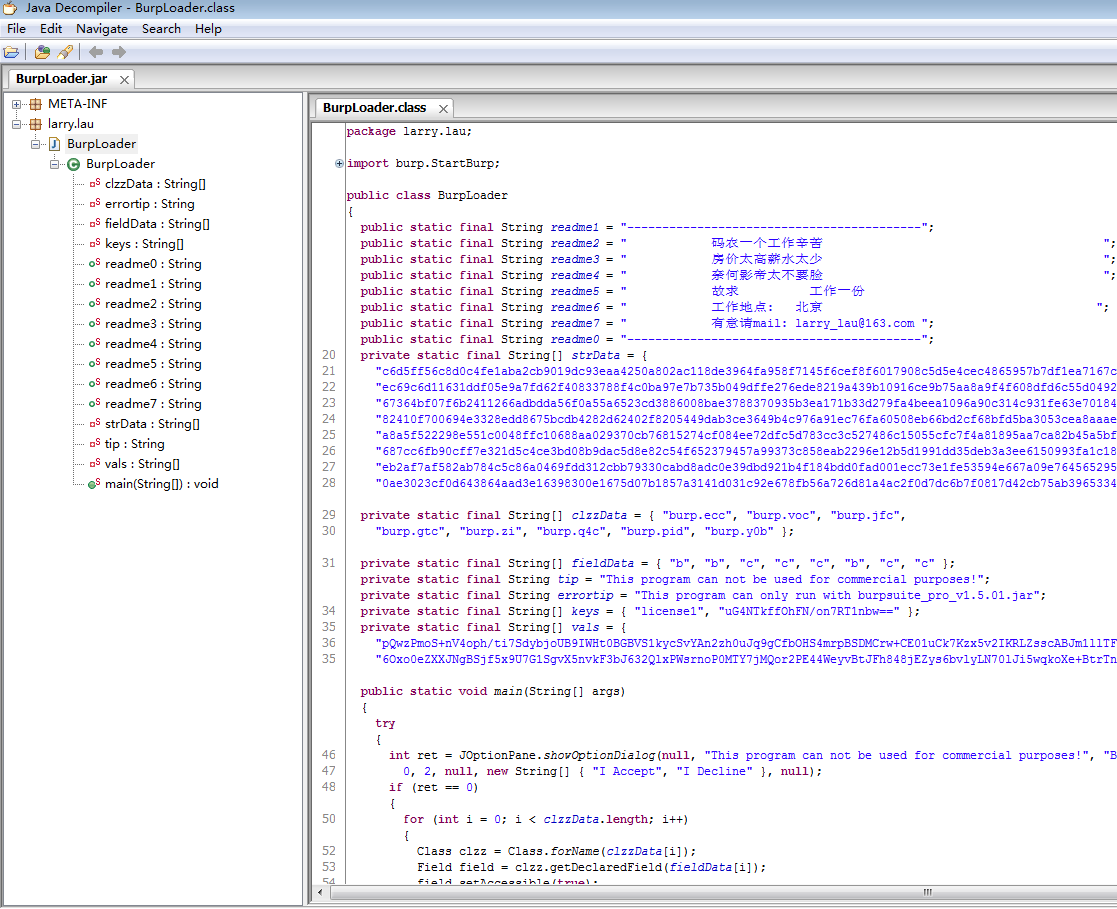 Java Decompiler - BurpLoader.class
File Edit Navigate Search Help
BurpLoader.jar
META-INF
larry.lau
BurpLoader
BurpLoader
clzzData : String[]
errortip : String
fieldData : String[]
keys : String[]
readme0 : String
readme1 : String
readme2 : String
readme3 : String
readme4 : String
readme5 : String
readme6 : String
readme7 : String
strData : String[]
tip : String
vals : String[]
main(String[]) : void
BurpLoader.class
package larry.lau;
import burp.StartBurp;
public class BurpLoader
{
public static final String readme1 = "------------------------------------------";
public static final String readme2 = " 码农一个工作辛苦 ";
public static final String readme3 = " 房价太高薪水太少 ";
public static final String readme4 = " 奈何影帝太不要脸 ";
public static final String readme5 = " 故求 工作一份
public static final String readme6 = " 工作地点: 北京 ";
public static final String readme7 = " 有意请mail: larry_lau@163.com ";
public static final String readme0 = "------------------------------------------";
20 private static final String[] strData = {
21 "c6d5ff56c8d0c4fe1aba2cb9019dc93eaa4250a802ac118de3964fa958f7145f6cef8f6017908c5d5e4cec4865957b7df1ea7167c
22 "ec69c6d11631ddf05e9a7fd62f40833788f4c0ba97e7b735b049dffe276ede8219a439b10916ce9b75aa8a9f4f608dfd6c55d0492
23 "67364bf07f6b2411266adbdda56f0a55a6523cd3886008bae3788370935b3ea171b33d279fa4beea1096a90c314c931fe63e70184
24 "82410f700694e3328edd8675bcdb4282d62402f8205449dab3ce3649b4c976a91ec76fa60508eb66bd2cf68bfd5ba3053cea8aaae
25 "a8a5f522298e551c0048ffc10688aa029370cb76815274cf084ee72dfc5d783cc3c527486c15055cfc7f4a81895aa7ca82b45a5bf
26 "687cc6fb90cff7e321d5c4ce3bd08b9dac5d8e82c54f652379457a99373c858eab2296e12b5d1991dd35deb3a3ee6150993fa1c18
27 "eb2af7af582ab784c5c86a0469fdd312cbb79330cabd8adc0e39dbd921b4f184bdd0fad001ecc73e1fe53594e667a09e764565295
28 "0ae3023cf0d643864aad3e16398300e1675d07b1857a3141d031c92e678fb56a726d81a4ac2f0d7dc6b7f0817d42cb75ab3965334
29 private static final String[] clzzData = { "burp.ecc", "burp.voc", "burp.jfc",
30 "burp.gtc", "burp.zi", "burp.q4c", "burp.pid", "burp.y0b" };
31 private static final String[] fieldData = { "b", "b", "c", "c", "c", "b", "c", "c" };
private static final String tip = "This program can not be used for commercial purposes!";
private static final String errortip = "This program can only run with burpsuite_pro_v1.5.01.jar";
34 private static final String[] keys = { "license1", "uG4NTkffOhFN/on7RT1nbw==" };
35 private static final String[] vals = {
36 "pQwzPmoS+nV4oph/ti7SdybjoUB9IWHt0BGBVS1kycSvYAn2zh0uJq9gCfbOHS4mrpBSDMCrw+CE01uCk7Kzx5v2IKRLZsscABJm1llTF
35 "6Oxo0eZXXJNgBSjf5x9U7G1SgvX5nvkF3bJ632QlxPWsrnoP0MTY7jMQor2PE44WeyvBtJFh848jEZys6bvlyLN70lJi5wqkoXe+BtrTn
public static void main(String[] args)
{
try
{
46 int ret = JOptionPane.showOptionDialog(null, "This program can not be used for commercial purposes!", "B
47 0, 2, null, new String[] { "I Accept", "I Decline" }, null);
48 if (ret == 0)
{
50 for (int i = 0; i < clzzData.length; i++)
{
52 Class clzz = Class.forName(clzzData[i]);
53 Field field = clzz.getDeclaredField(fieldData[i]);
54 field.setAccessible(true);